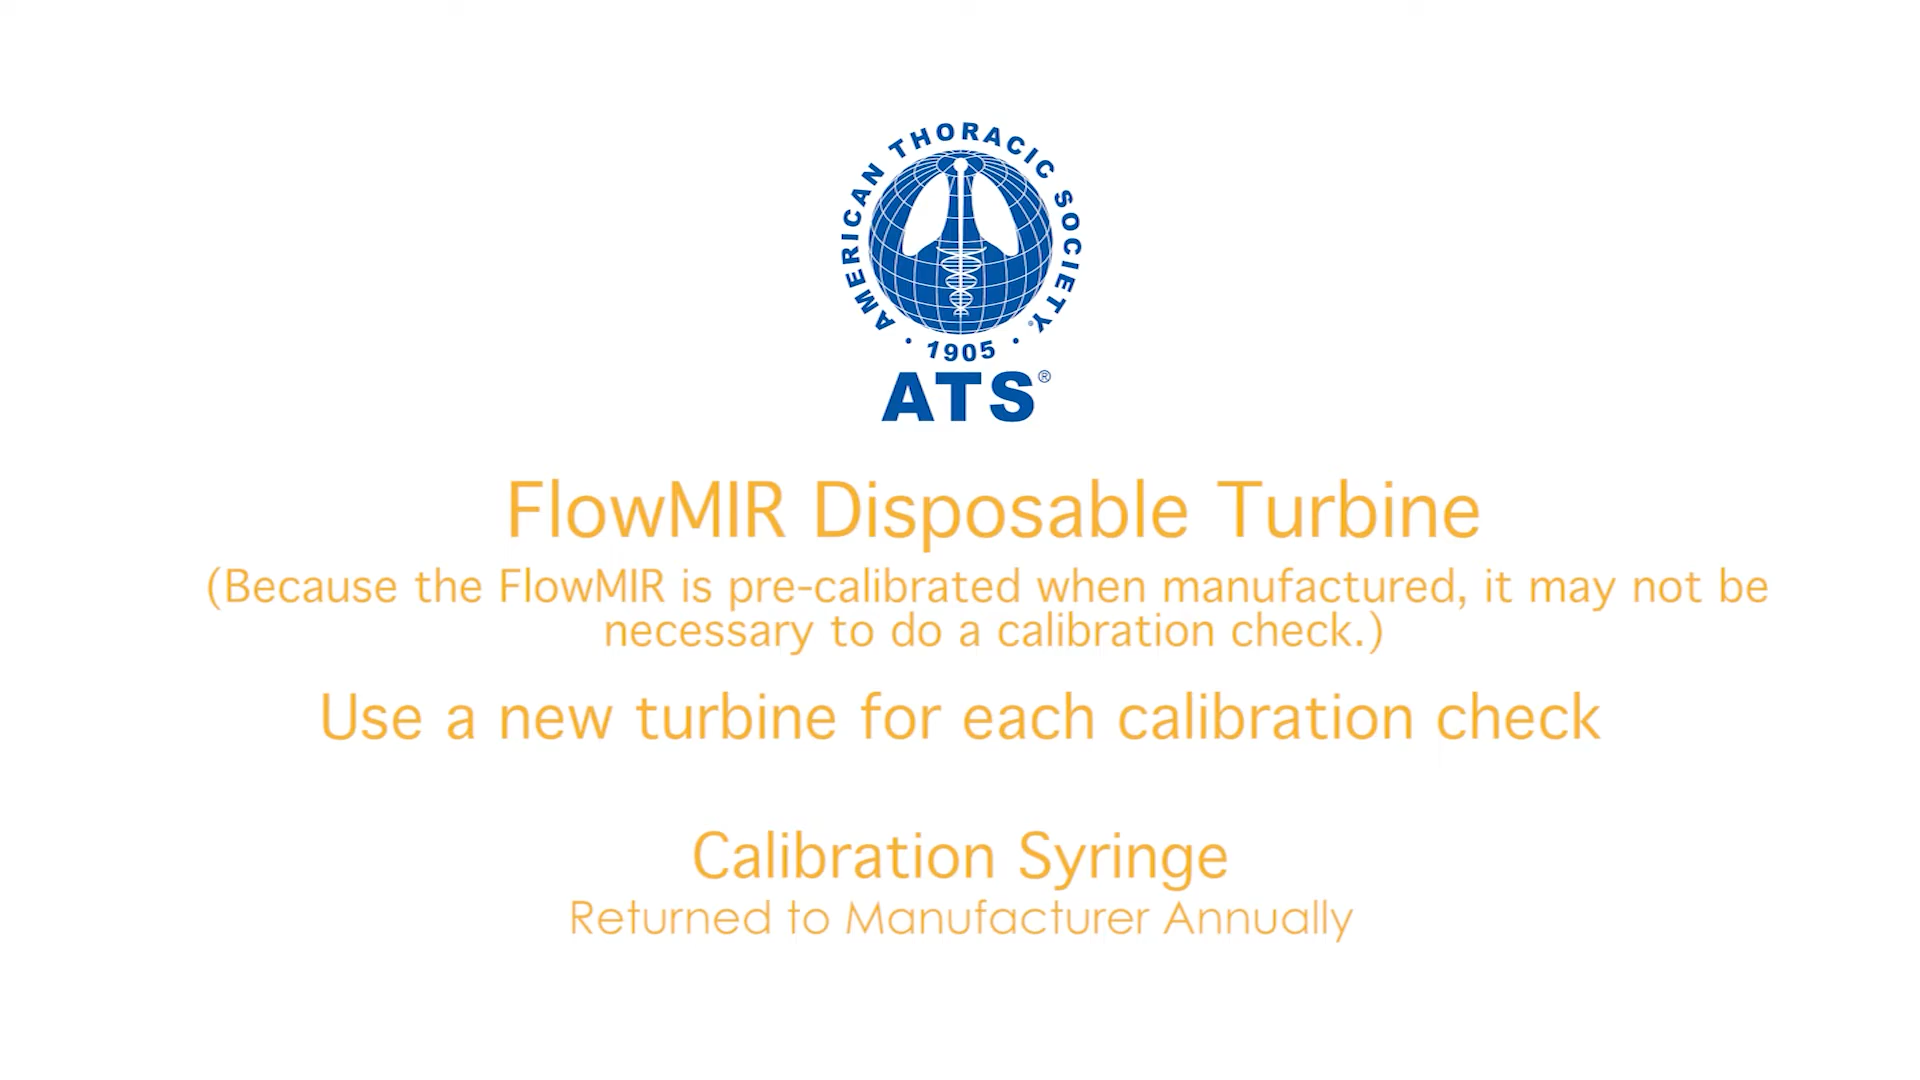 AMERICAN THORACIC SOCIETY®
• 1905 •
ATS®
FlowMIR Disposable Turbine
(Because the FlowMIR is pre-calibrated when manufactured, it may not be
necessary to do a calibration check.)
Use a new turbine for each calibration check
Calibration Syringe
Returned to Manufacturer Annually